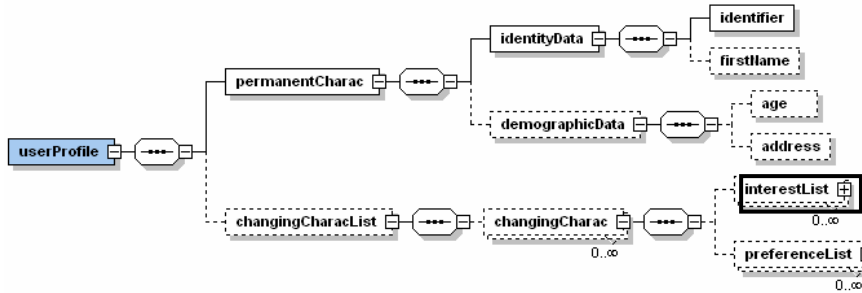 identifier
identityData
firstName
permanentCharac
age
demographicData
address
userProfile
interestList
0..∞
changingCharacList
changingCharac
0..∞
preferenceList
0..∞